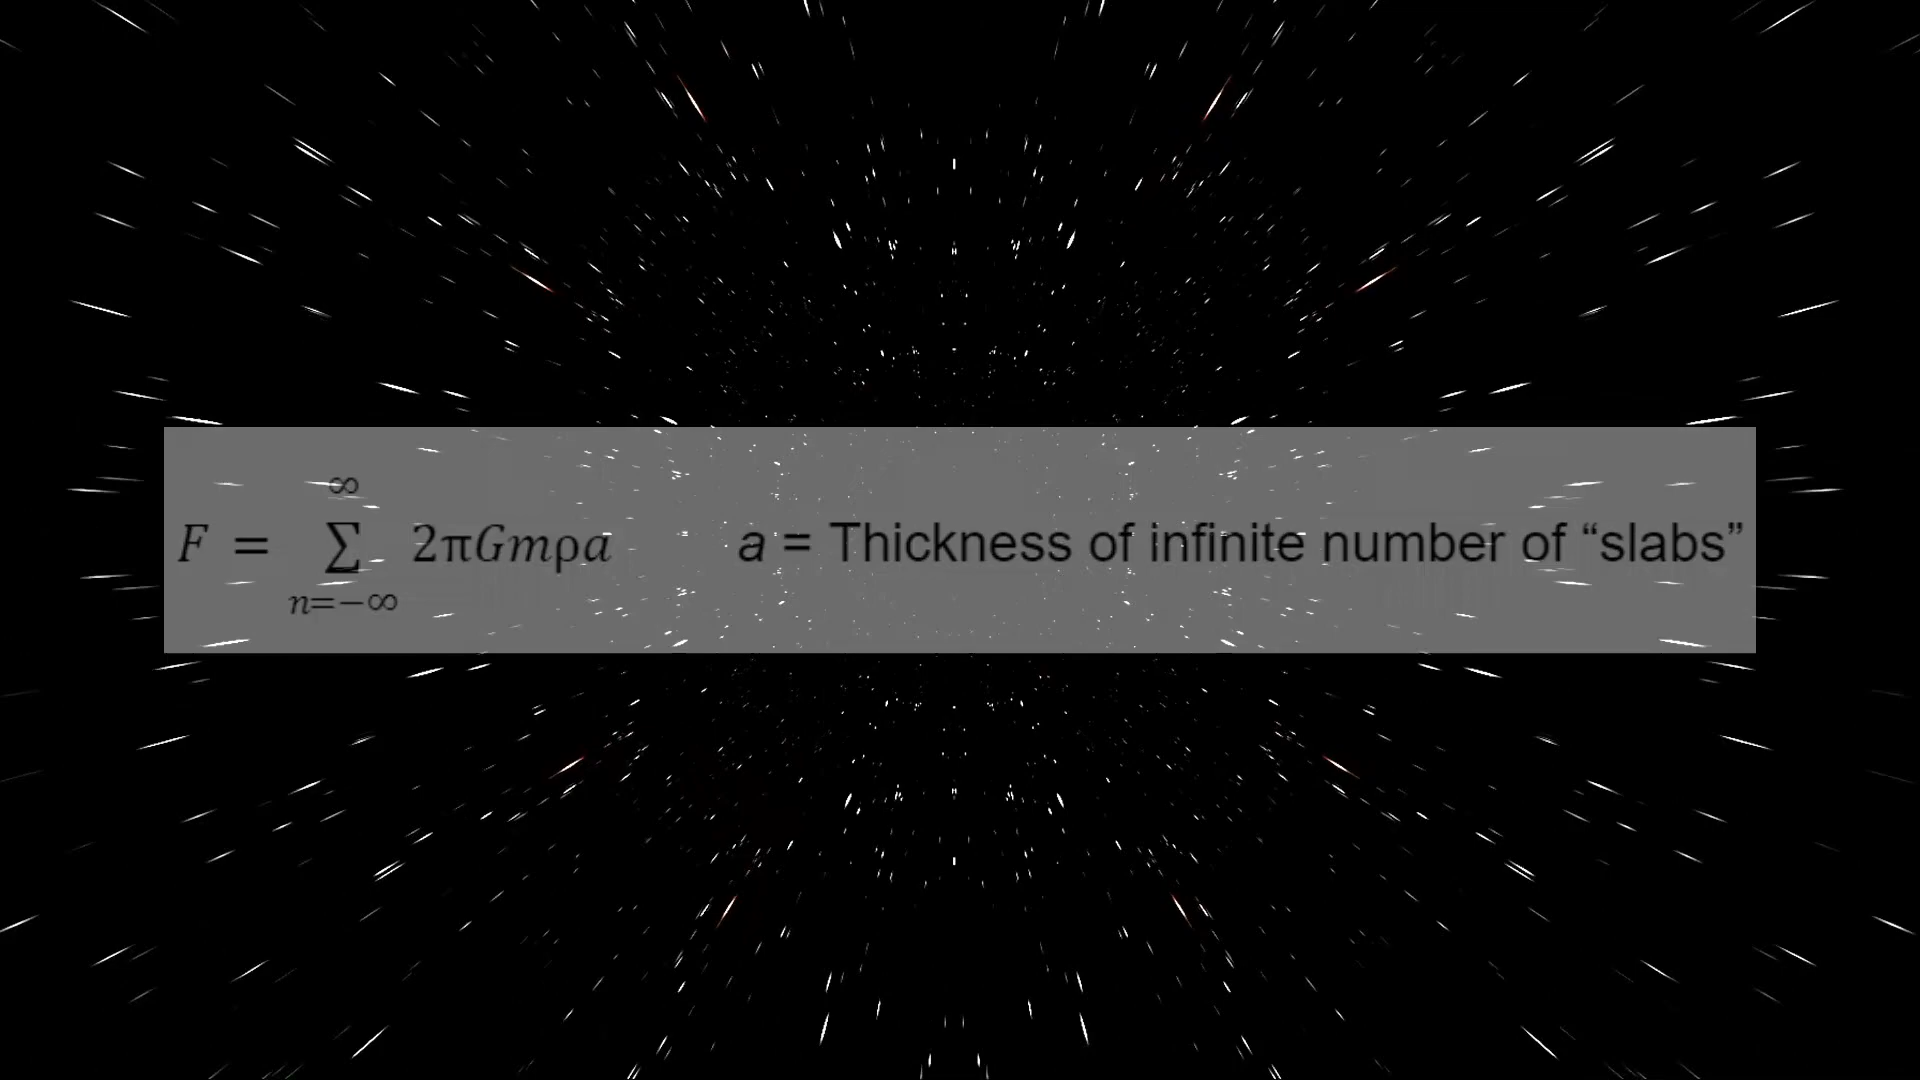 ∞
F = Σ 2πGmρa a = Thickness of infinite number of “slabs”
n=−∞